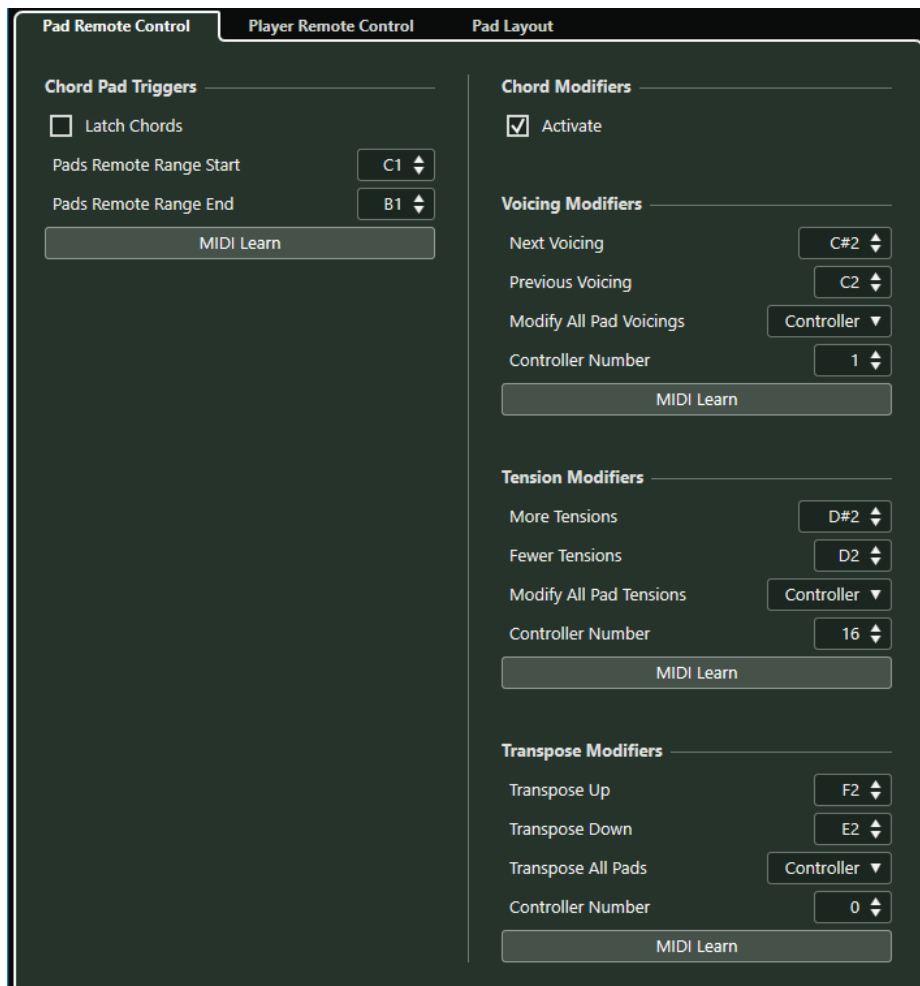 Pad Remote Control Player Remote Control Pad Layout
Chord Pad Triggers
Latch Chords
Pads Remote Range Start C1
Pads Remote Range End B1
MIDI Learn
Chord Modifiers
Activate
Voicing Modifiers
Next Voicing C#2
Previous Voicing C2
Modify All Pad Voicings Controller
Controller Number 1
MIDI Learn
Tension Modifiers
More Tensions D#2
Fewer Tensions D2
Modify All Pad Tensions Controller
Controller Number 16
MIDI Learn
Transpose Modifiers
Transpose Up F2
Transpose Down E2
Transpose All Pads Controller
Controller Number 0
MIDI Learn